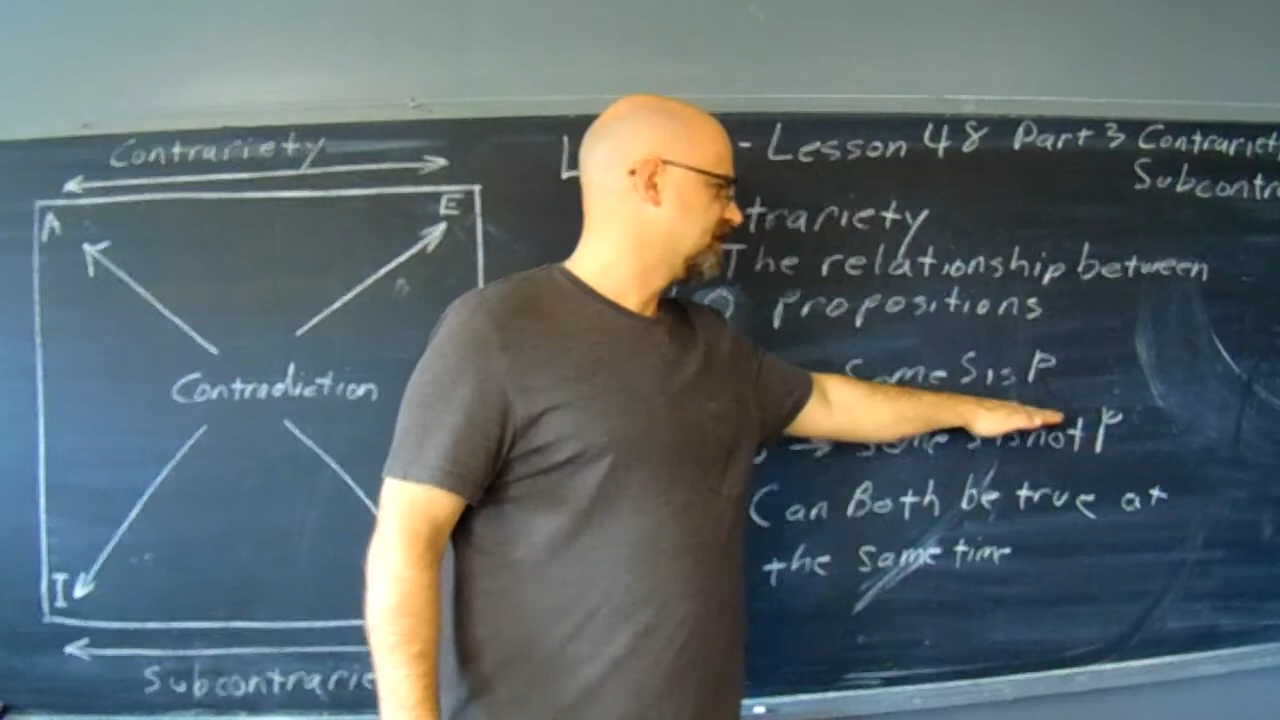 Contrariety
A
E
Contradiction
I
Subcontrarie
L - Lesson 48 Part 3 Contrariet
Subcontr
trariety
The relationship between
O propositions
Some S is P
→ some S is not P
Can Both be true at
the same time